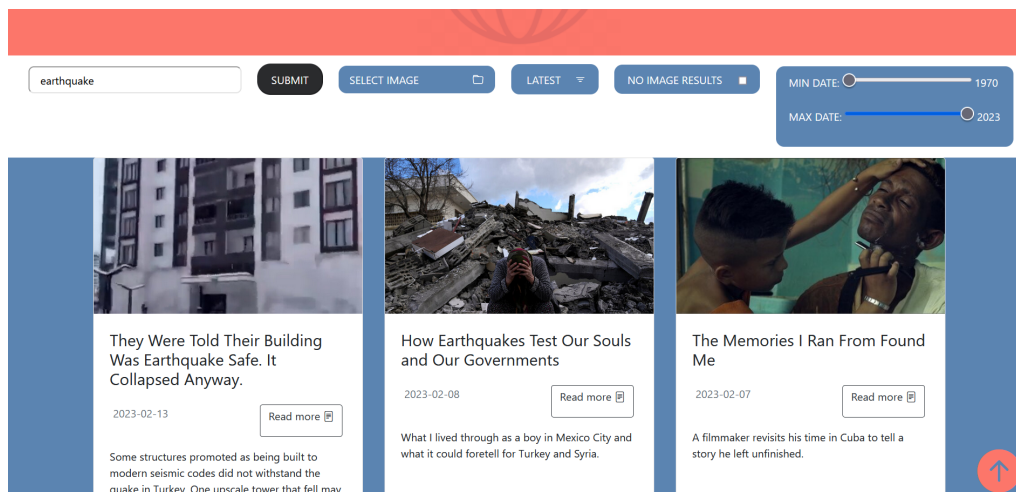 earthquake
SUBMIT
SELECT IMAGE
LATEST
NO IMAGE RESULTS
MIN DATE:
1970
MAX DATE:
2023
They Were Told Their Building
Was Earthquake Safe. It
Collapsed Anyway.
2023-02-13
Read more
Some structures promoted as being built to
modern seismic codes did not withstand the
quake in Turkey. One upscale tower that fell may
How Earthquakes Test Our Souls
and Our Governments
2023-02-08
Read more
What I lived through as a boy in Mexico City and
what it could foretell for Turkey and Syria.
The Memories I Ran From Found
Me
2023-02-07
Read more
A filmmaker revisits his time in Cuba to tell a
story he left unfinished.